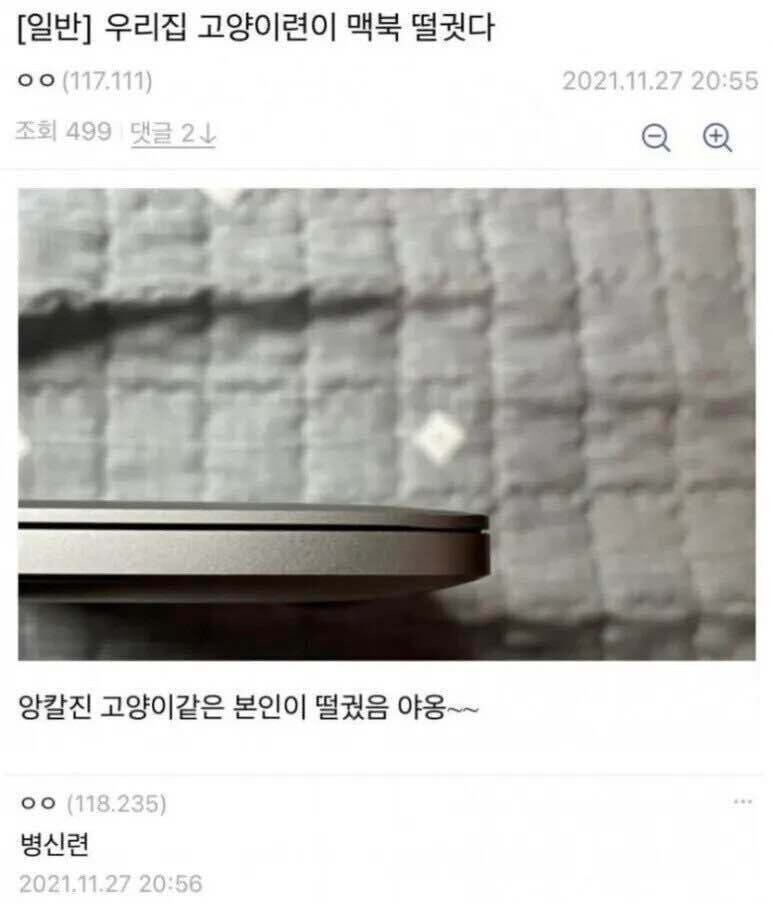 [일반] 우리집 고양이련이 맥북 떨궛다
ㅇㅇ(117.111) 2021.11.27 20:55
조회 499 댓글 2↓
앙칼진 고양이같은 본인이 떨궜음 야옹~~
ㅇㅇ (118.235)
병신련
2021.11.27 20:56